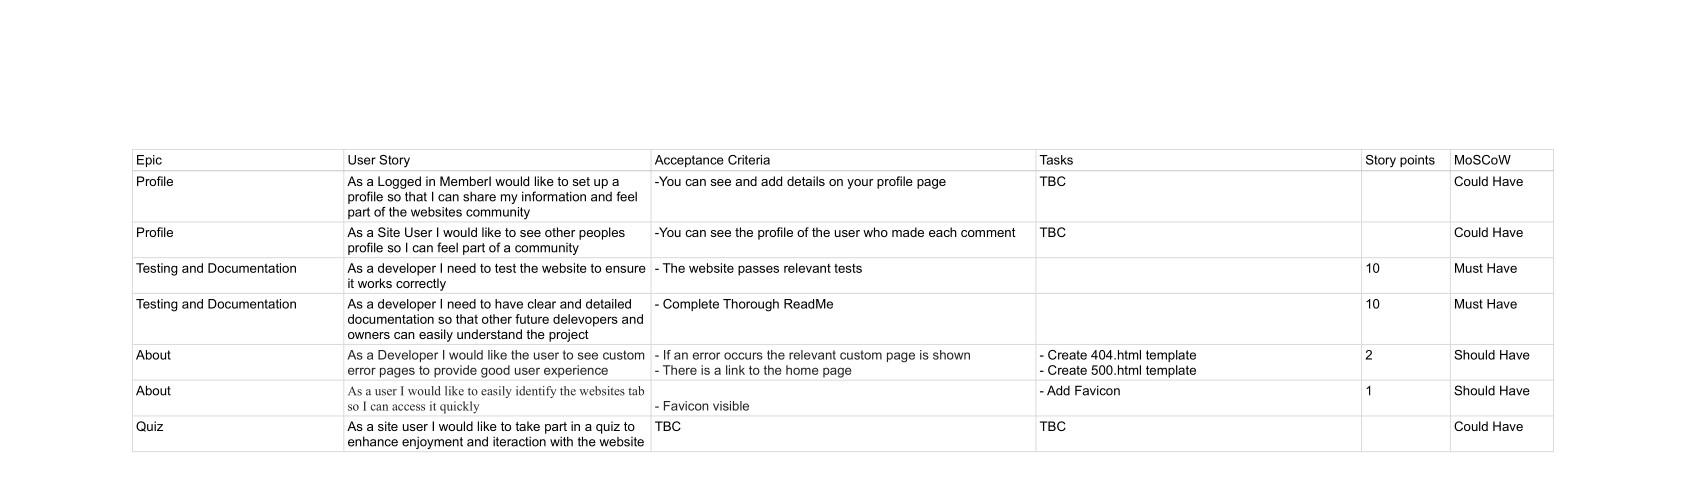 Epic User Story Acceptance Criteria Tasks Story points MoSCoW
Profile As a Logged in MemberI would like to set up a -You can see and add details on your profile page TBC Could Have
profile so that I can share my information and feel
part of the websites community
Profile As a Site User I would like to see other peoples -You can see the profile of the user who made each comment TBC Could Have
profile so I can feel part of a community
Testing and Documentation As a developer I need to test the website to ensure - The website passes relevant tests 10 Must Have
it works correctly
Testing and Documentation As a developer I need to have clear and detailed - Complete Thorough ReadMe 10 Must Have
documentation so that other future delevopers and
owners can easily understand the project
About As a Developer I would like the user to see custom - If an error occurs the relevant custom page is shown - Create 404.html template 2 Should Have
error pages to provide good user experience - There is a link to the home page - Create 500.html template
About As a user I would like to easily identify the websites tab - Add Favicon 1 Should Have
so I can access it quickly - Favicon visible
Quiz As a site user I would like to take part in a quiz to TBC TBC Could Have
enhance enjoyment and iteraction with the website